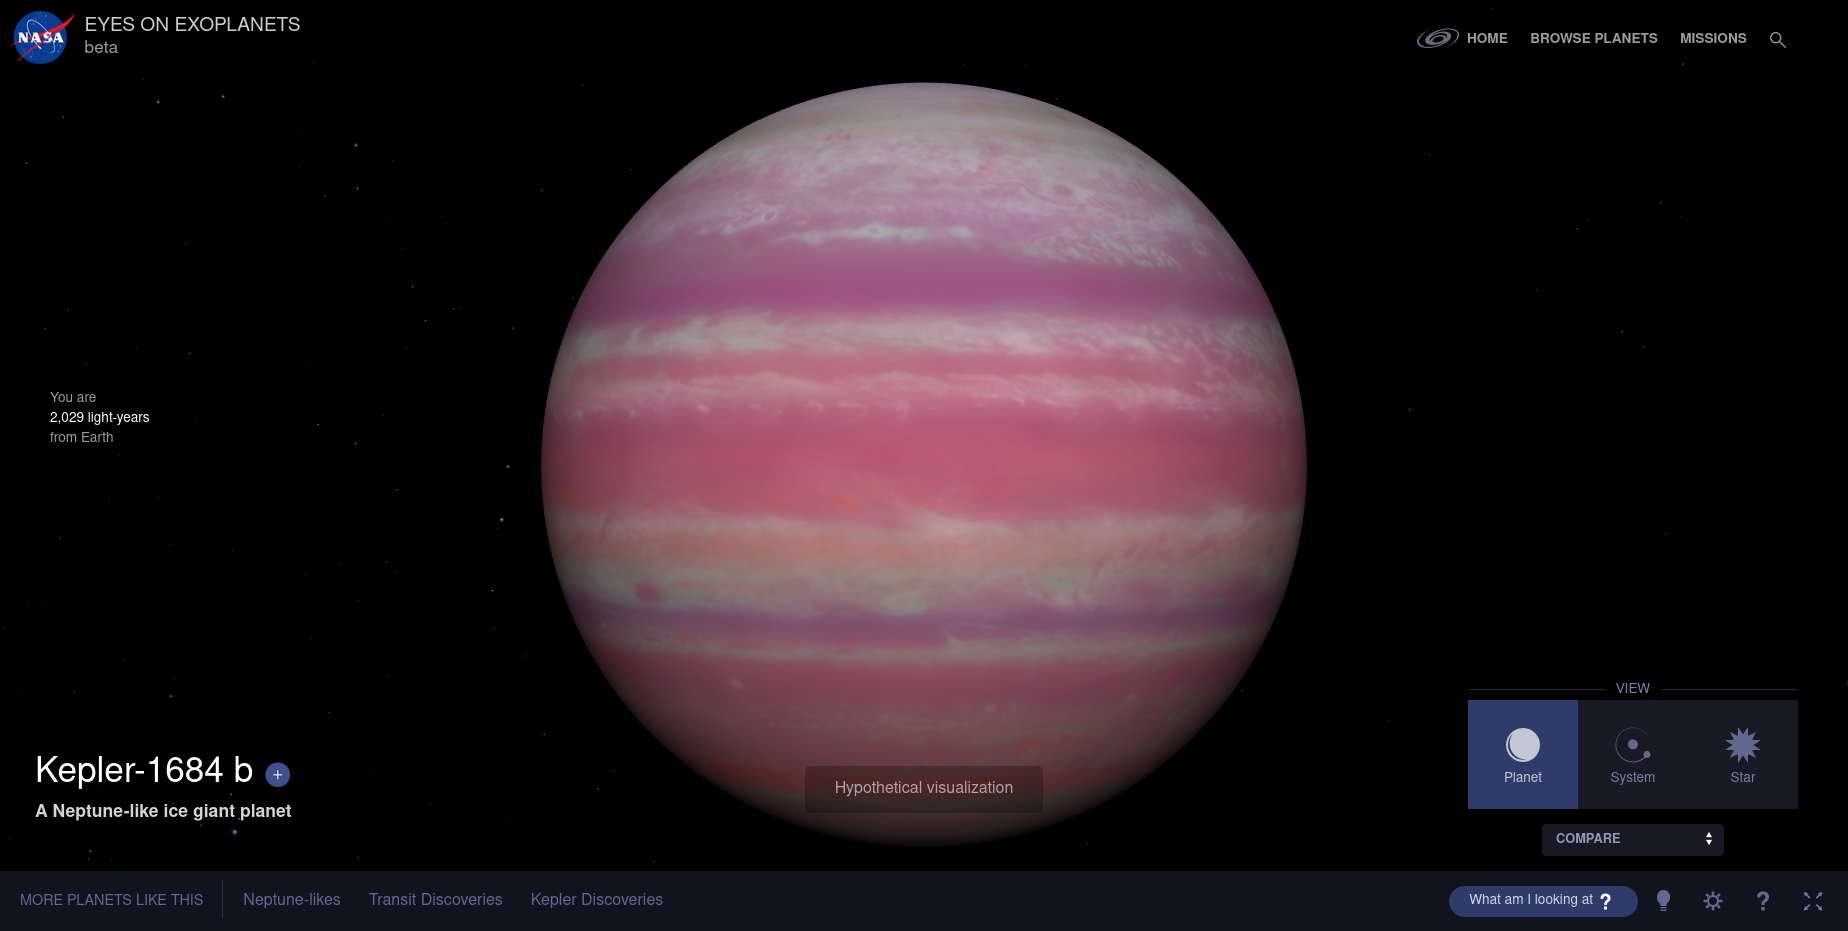 NASA
EYES ON EXOPLANETS
beta
HOME
BROWSE PLANETS
MISSIONS
You are
2,029 light-years
from Earth
Kepler-1684 b +
A Neptune-like ice giant planet
Hypothetical visualization
VIEW
Planet
System
Star
COMPARE
MORE PLANETS LIKE THIS
Neptune-likes
Transit Discoveries
Kepler Discoveries
What am I looking at ?
?